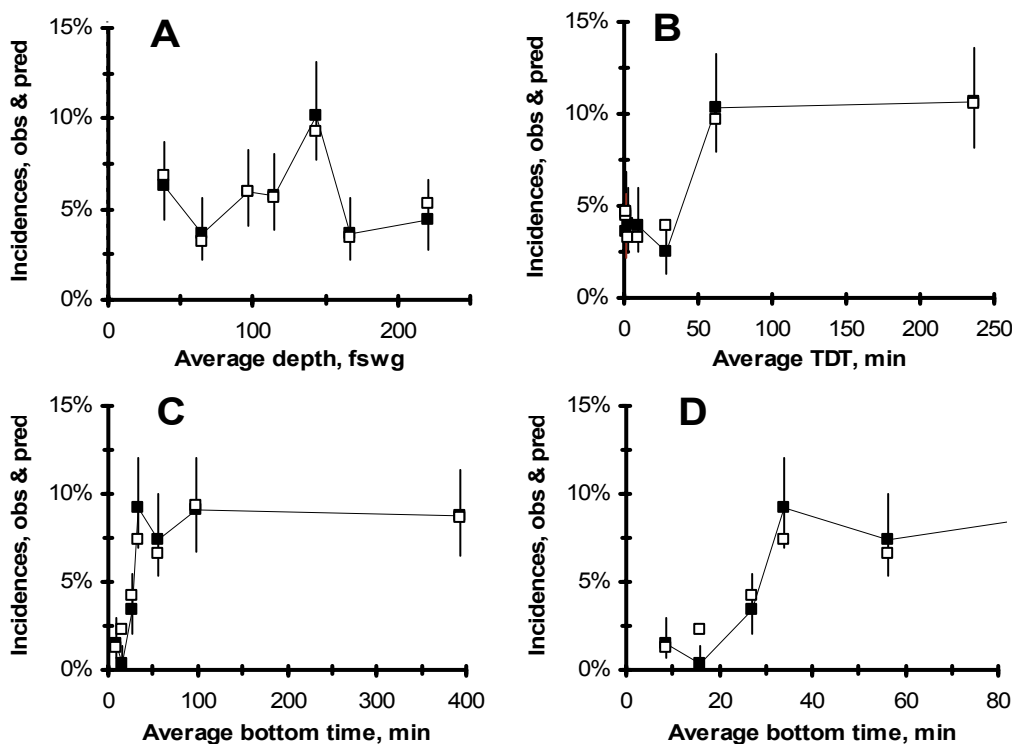 A
Incidences, obs & pred
15%
10%
5%
0%
0
100
200
Average depth, fswg
B
Incidences, obs & pred
15%
10%
5%
0%
0
50
100
150
200
250
Average TDT, min
C
Incidences, obs & pred
15%
10%
5%
0%
0
100
200
300
400
Average bottom time, min
D
Incidences, obs & pred
15%
10%
5%
0%
0
20
40
60
80
Average bottom time, min